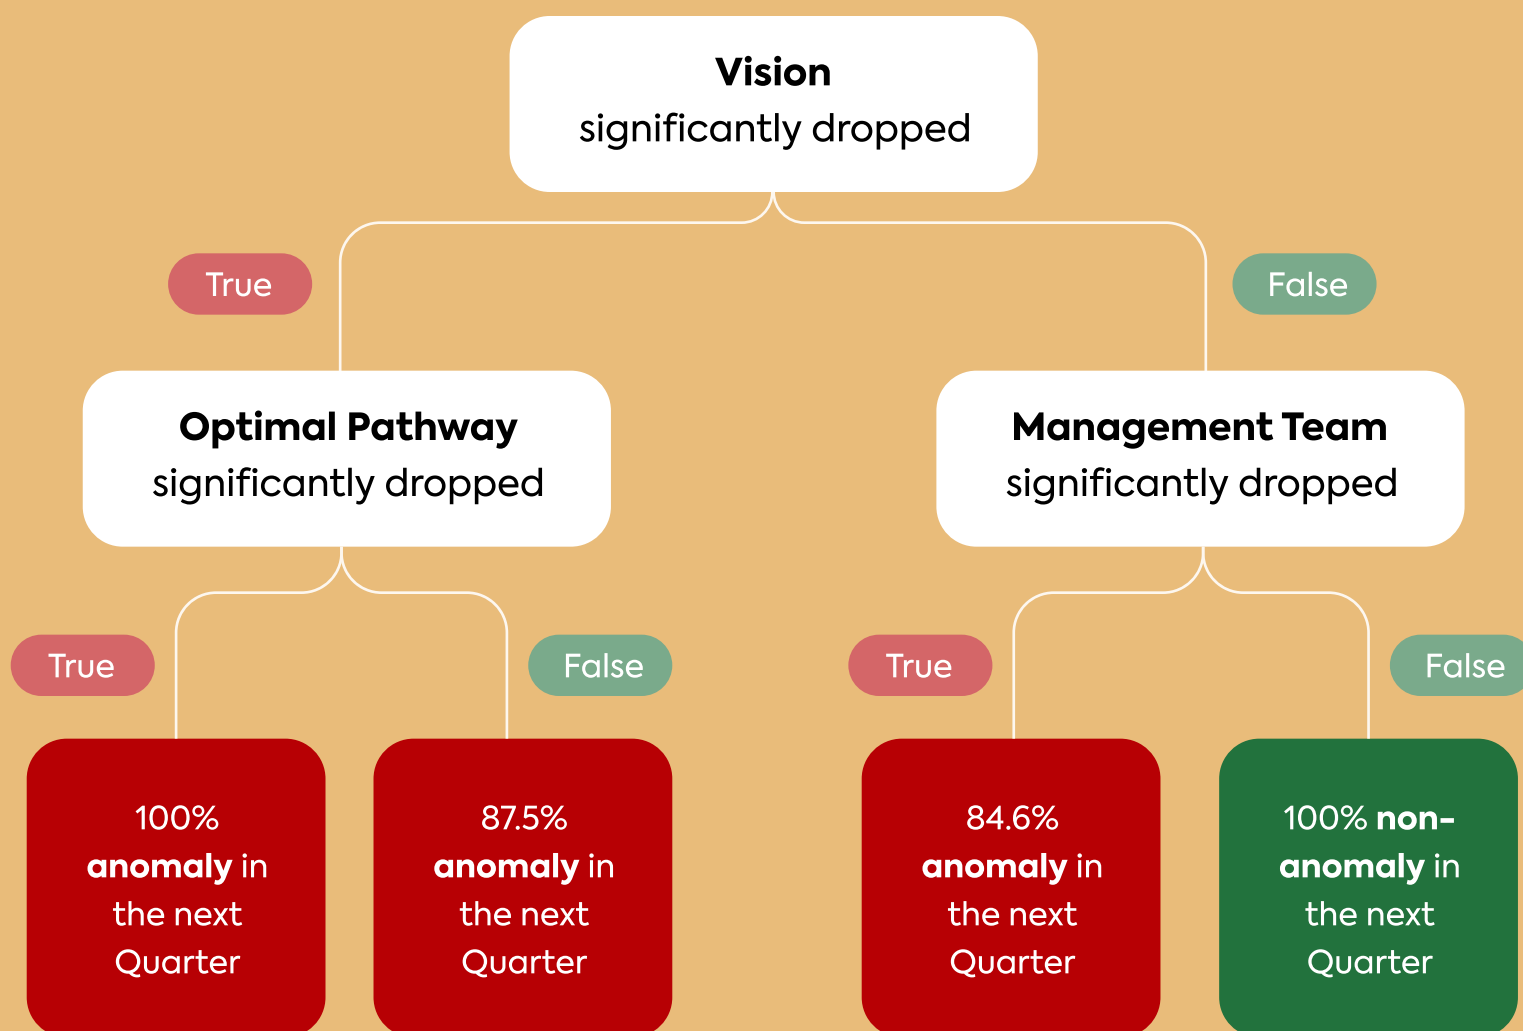 Vision
significantly dropped
True
False
Optimal Pathway
significantly dropped
Management Team
significantly dropped
True
False
True
False
100%
anomaly in
the next
Quarter
87.5%
anomaly in
the next
Quarter
84.6%
anomaly in
the next
Quarter
100% non-
anomaly in
the next
Quarter